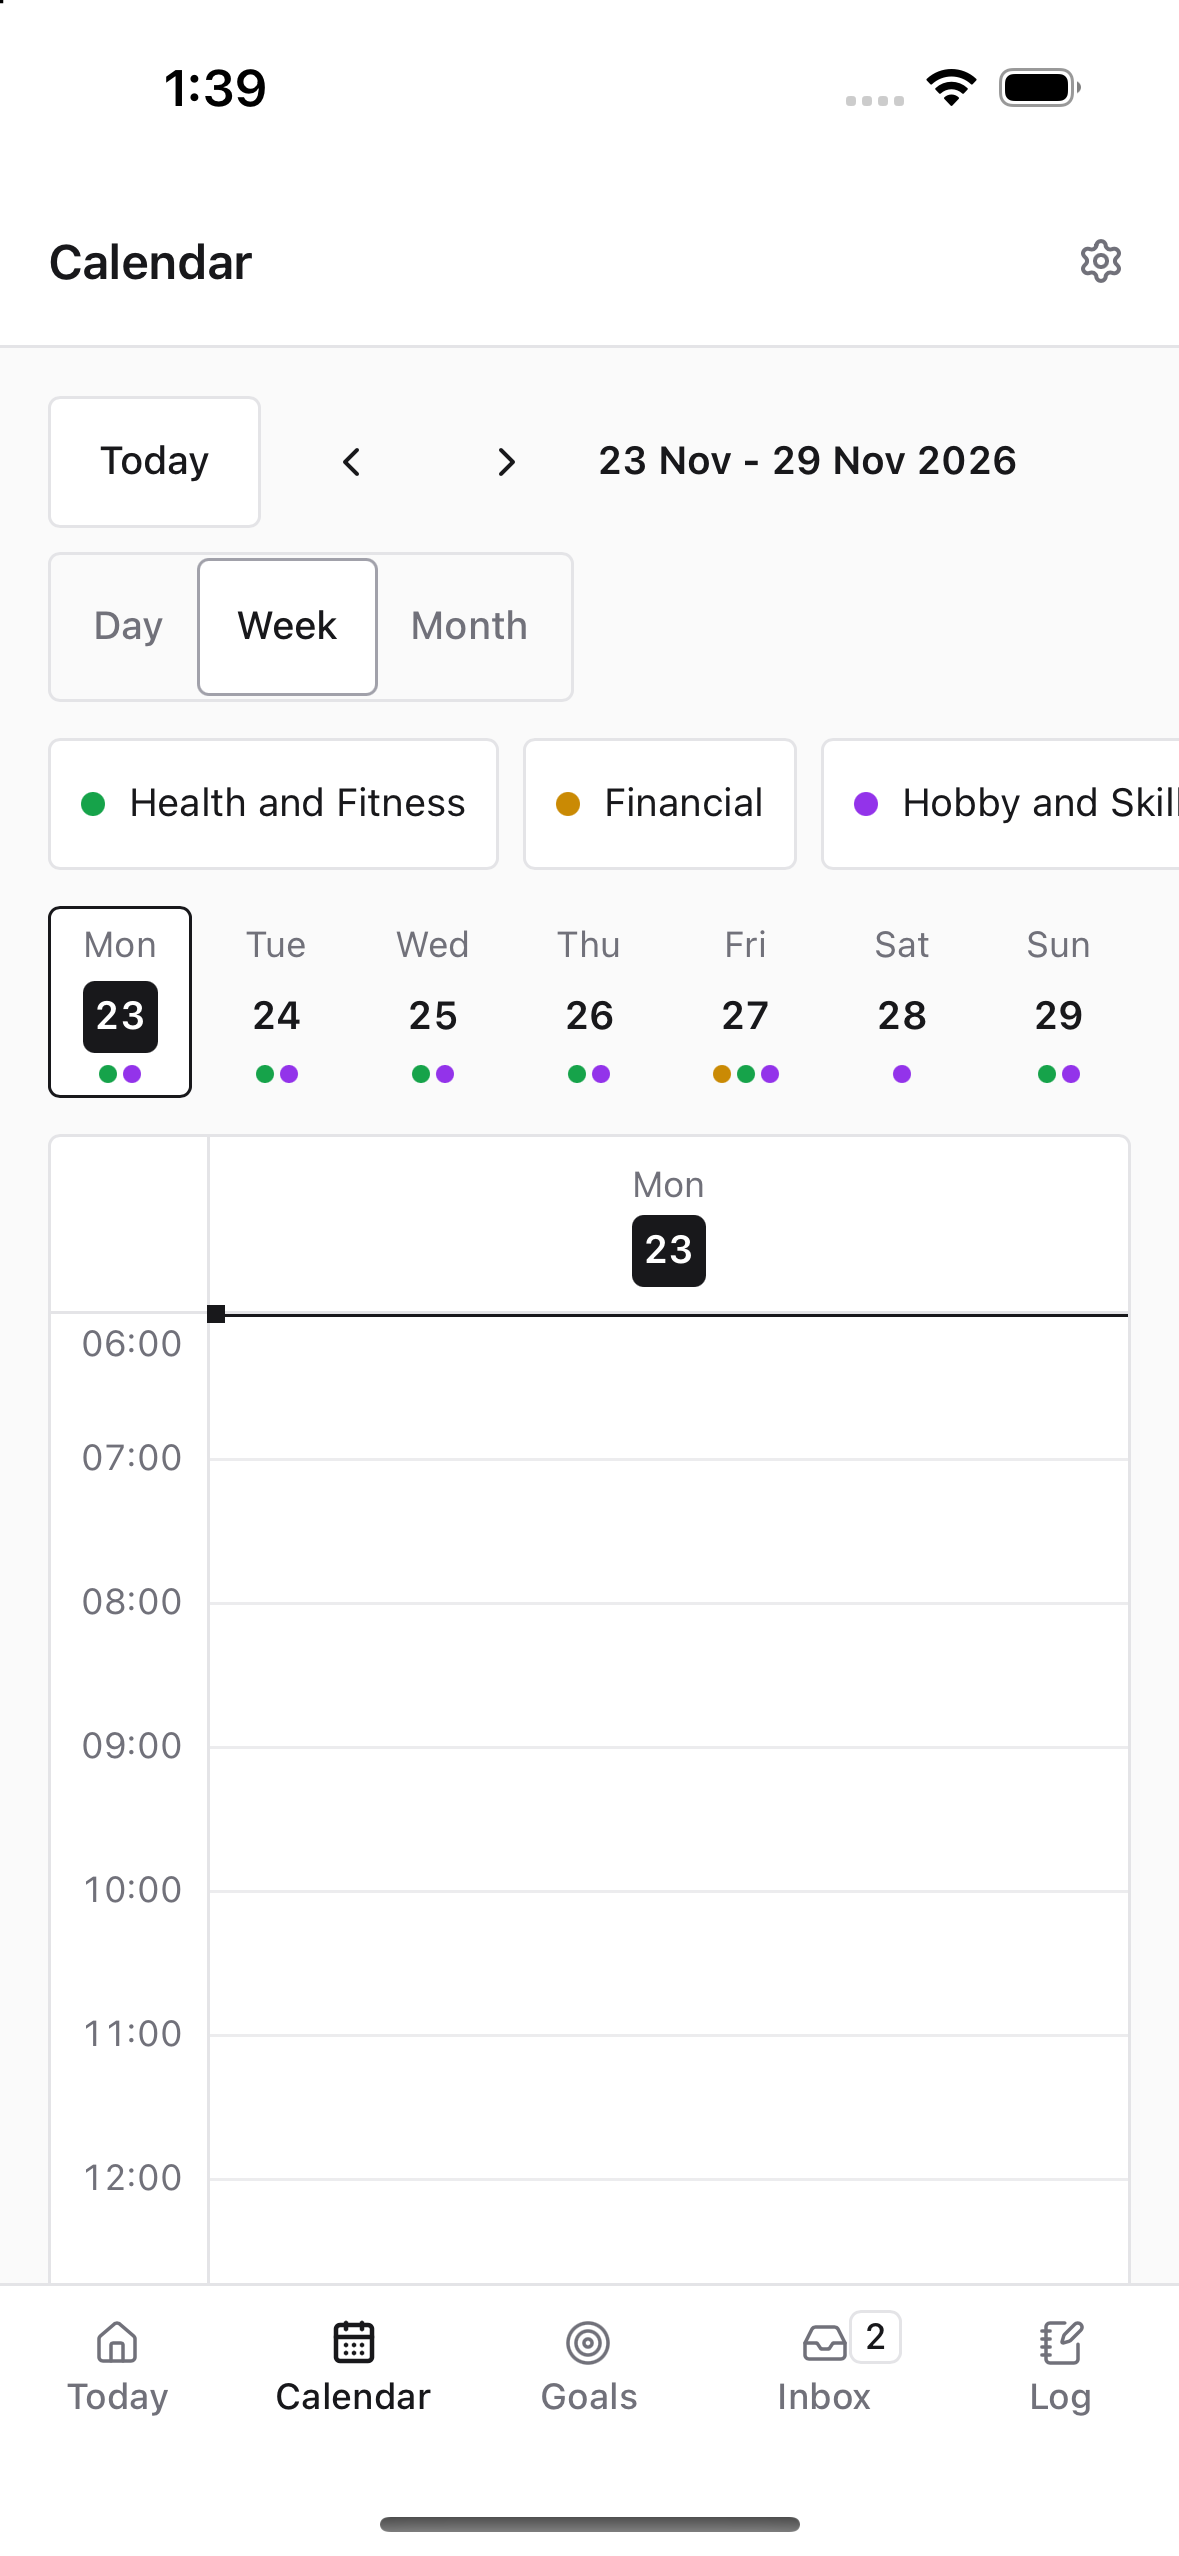 1:39
Calendar
Today 23 Nov - 29 Nov 2026
Day Week Month
Health and Fitness Financial Hobby and Skill
Mon Tue Wed Thu Fri Sat Sun
23 24 25 26 27 28 29
Mon
23
06:00
07:00
08:00
09:00
10:00
11:00
12:00
2
Today Calendar Goals Inbox Log